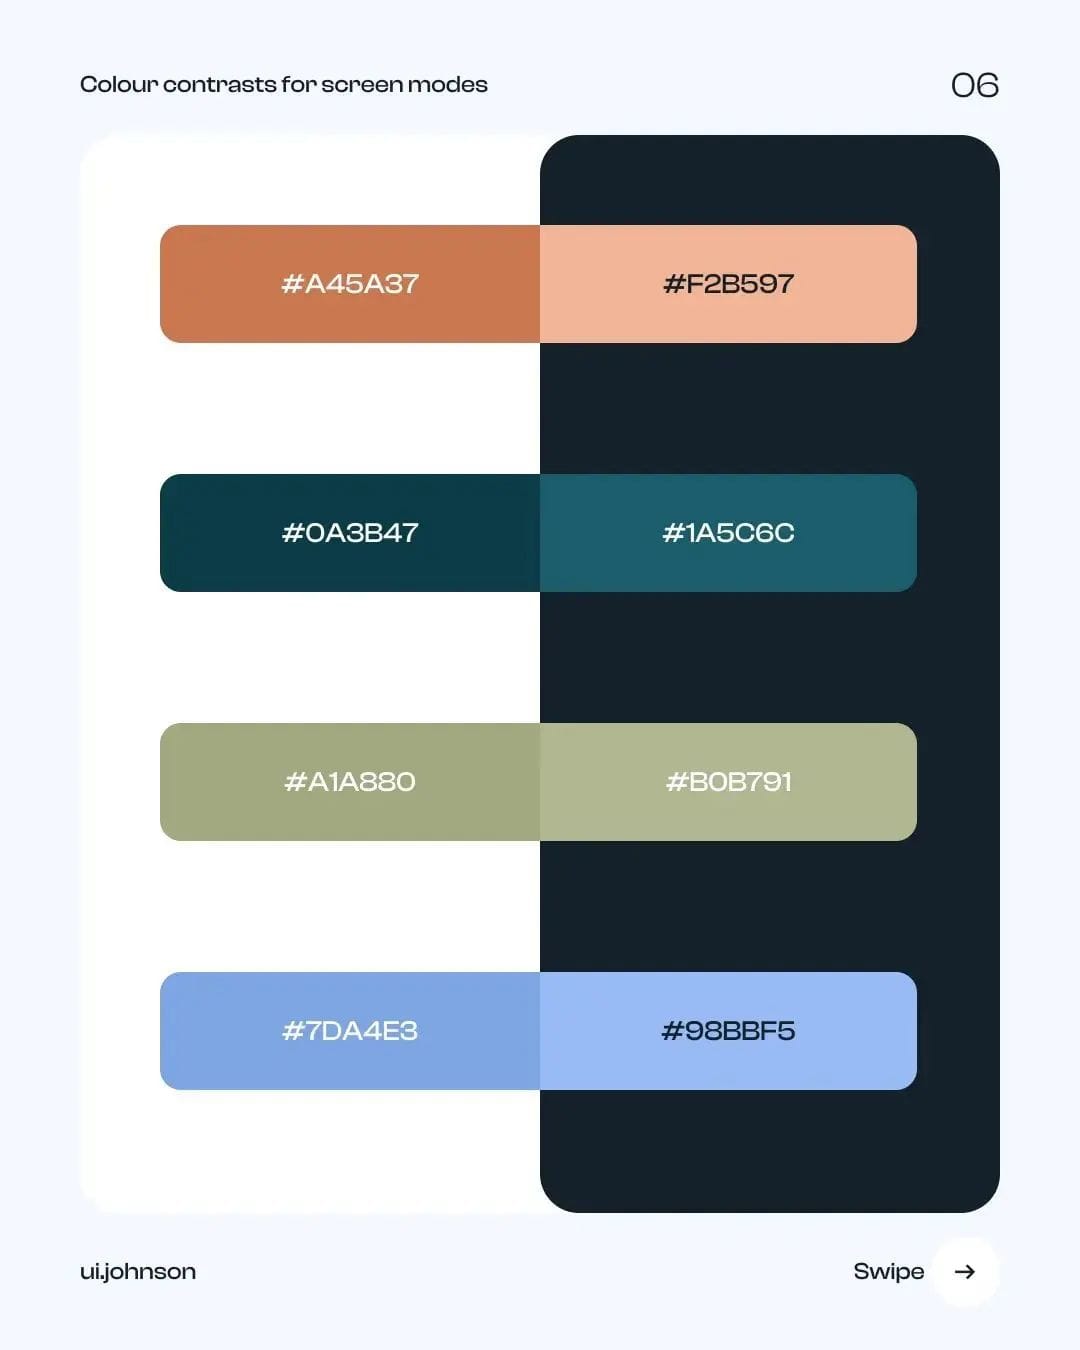 Colour contrasts for screen modes
06
#A45A37
#F2B597
#0A3B47
#1A5C6C
#A1A880
#B0B791
#7DA4E3
#98BBF5
ui.johnson
Swipe